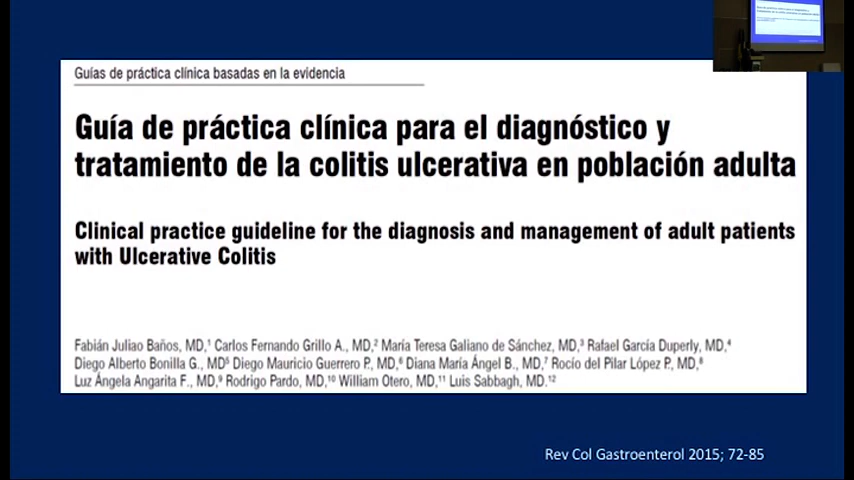 Guías de práctica clínica basadas en la evidencia
Guía de práctica clínica para el diagnóstico y
tratamiento de la colitis ulcerativa en población adulta
Clinical practice guideline for the diagnosis and management of adult patients
with Ulcerative Colitis
Fabián Juliao Baños, MD,¹ Carlos Fernando Grillo A., MD,² María Teresa Galiano de Sánchez, MD,³ Rafael García Duperly, MD,⁴
Diego Alberto Bonilla G., MD⁵ Diego Mauricio Guerrero P., MD,⁶ Diana María Ángel B., MD,⁷ Rocío del Pilar López P., MD,⁸
Luz Ángela Angarita F., MD,⁹ Rodrigo Pardo, MD,¹⁰ William Otero, MD,¹¹ Luis Sabbagh, MD.¹²
Rev Col Gastroenterol 2015; 72-85